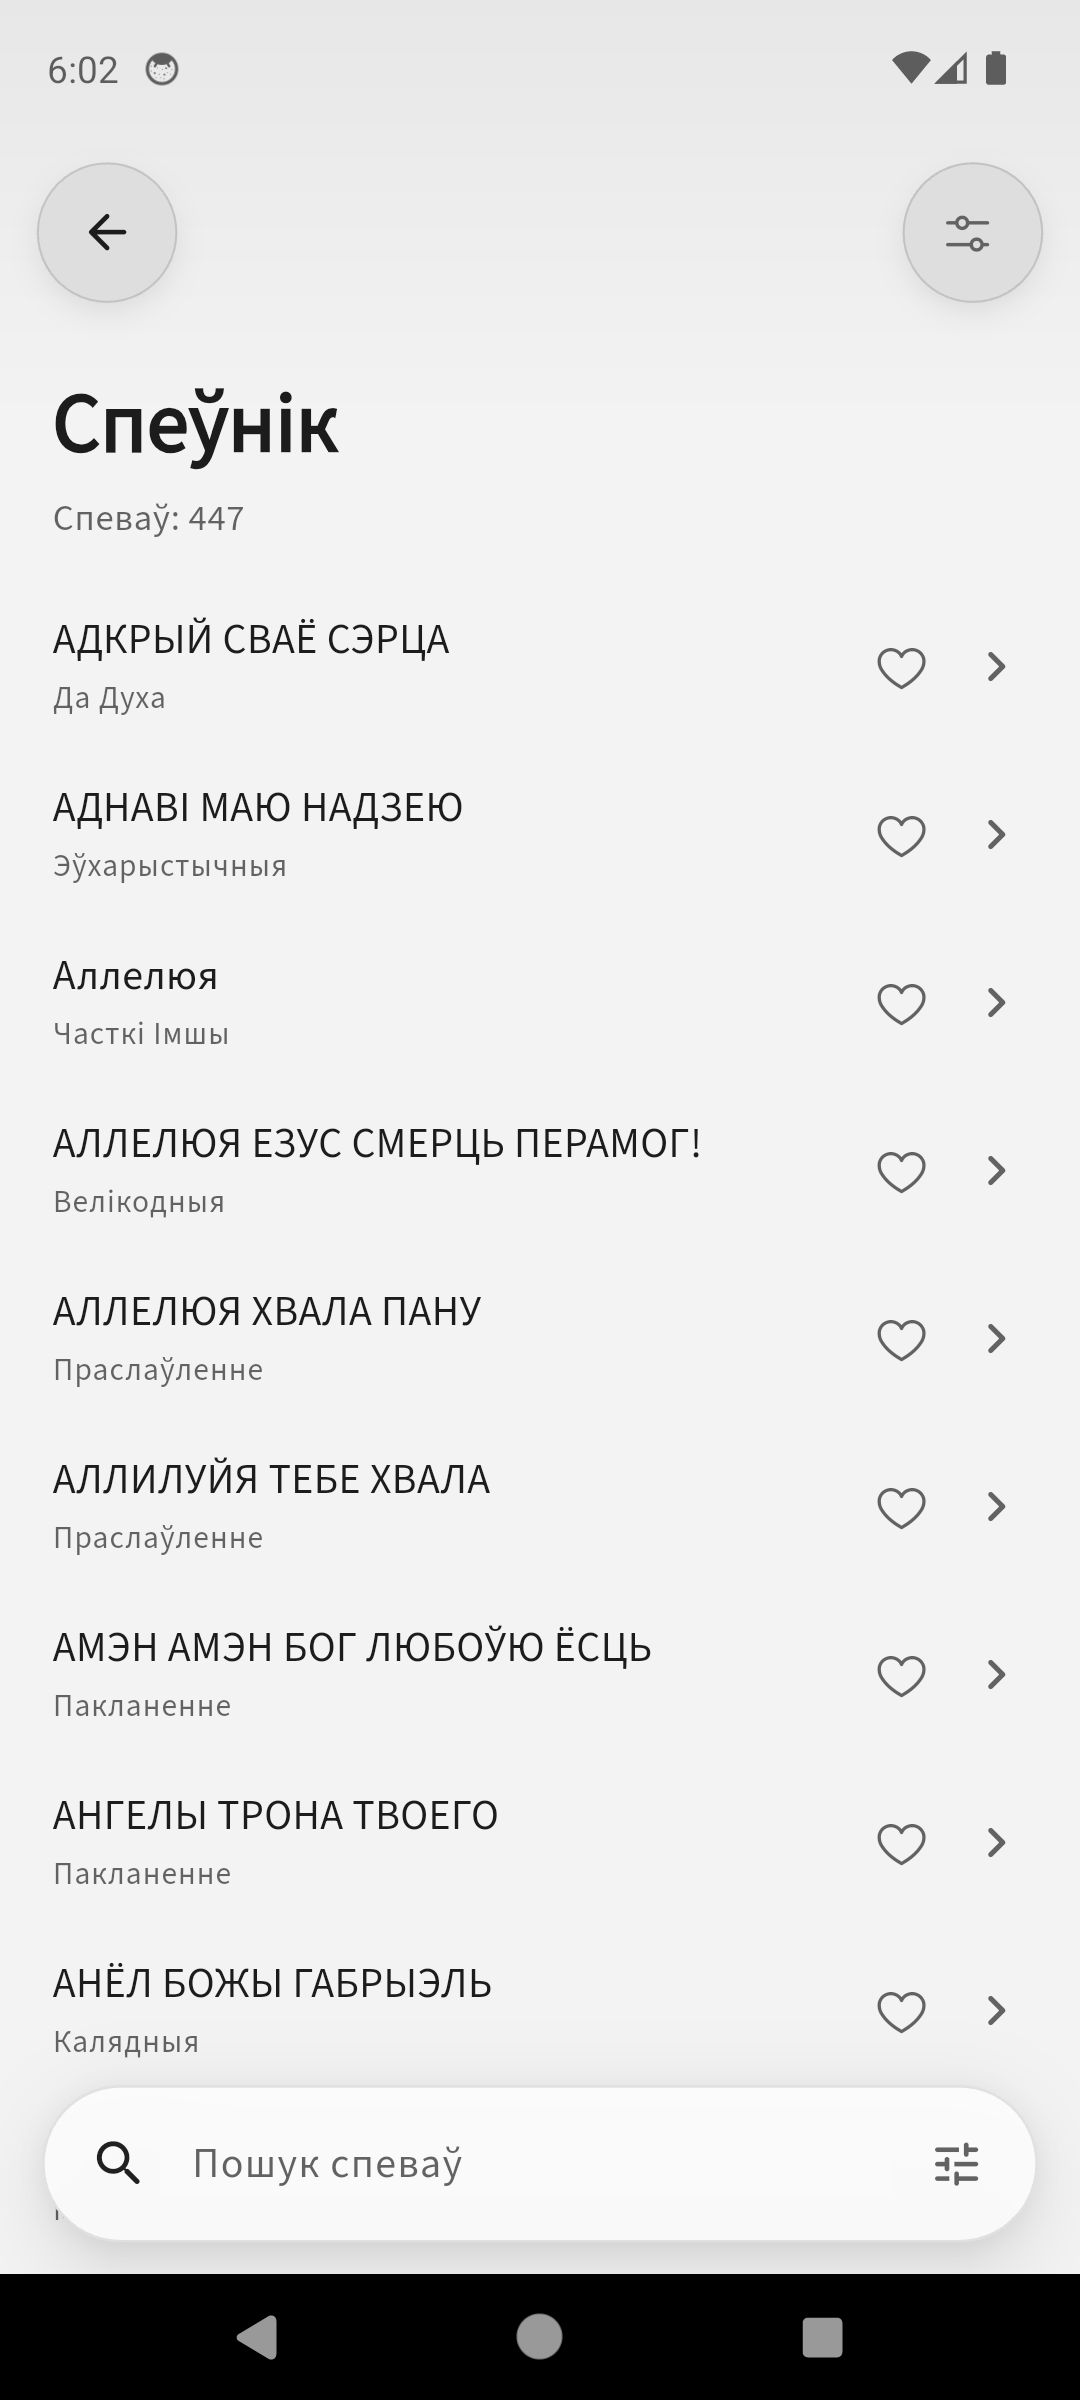 6:02
Спеўнік
Спеваў: 447
АДКРЫЙ СВАЁ СЭРЦА
Да Духа
АДНАВІ МАЮ НАДЗЕЮ
Эўхарыстычныя
Аллелюя
Часткі Імшы
АЛЛЕЛЮЯ ЕЗУС СМЕРЦЬ ПЕРАМОГ!
Велікодныя
АЛЛЕЛЮЯ ХВАЛА ПАНУ
Праслаўленне
АЛЛИЛУЙЯ ТЕБЕ ХВАЛА
Праслаўленне
АМЭН АМЭН БОГ ЛЮБОЎЮ ЁСЦЬ
Пакланенне
АНГЕЛЫ ТРОНА ТВОЕГО
Пакланенне
АНЁЛ БОЖЫ ГАБРЫЭЛЬ
Калядныя
Пошук спеваў